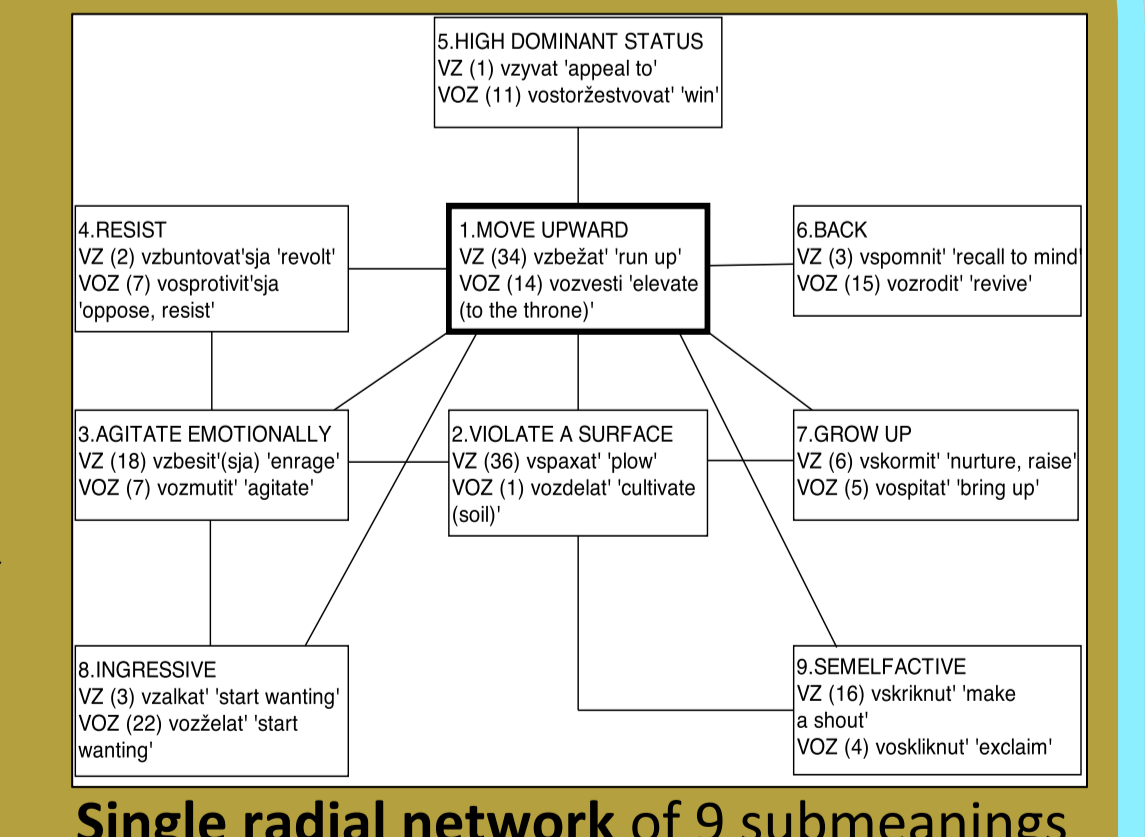 5.HIGH DOMINANT STATUS
VZ (1) vzyvat 'appeal to'
VOZ (11) vostoržestvovat' 'win'
4.RESIST
VZ (2) vzbuntovat'sja 'revolt'
VOZ (7) vosprotivit'sja
'oppose, resist'
1.MOVE UPWARD
VZ (34) vzbežat' 'run up'
VOZ (14) vozvesti 'elevate
(to the throne)'
6.BACK
VZ (3) vspomnit' 'recall to mind'
VOZ (15) vozrodit' 'revive'
3.AGITATE EMOTIONALLY
VZ (18) vzbesit'(sja) 'enrage'
VOZ (7) vozmutit' 'agitate'
2.VIOLATE A SURFACE
VZ (36) vspaxat' 'plow'
VOZ (1) vozdelat' 'cultivate
(soil)'
7.GROW UP
VZ (6) vskormit' 'nurture, raise'
VOZ (5) vospitat' 'bring up'
8.INGRESSIVE
VZ (3) vzalkat' 'start wanting'
VOZ (22) vozželat' 'start
wanting'
9.SEMELFACTIVE
VZ (16) vskriknut' 'make
a shout'
VOZ (4) voskliknut' 'exclaim'
Single radial network of 9 submeanings